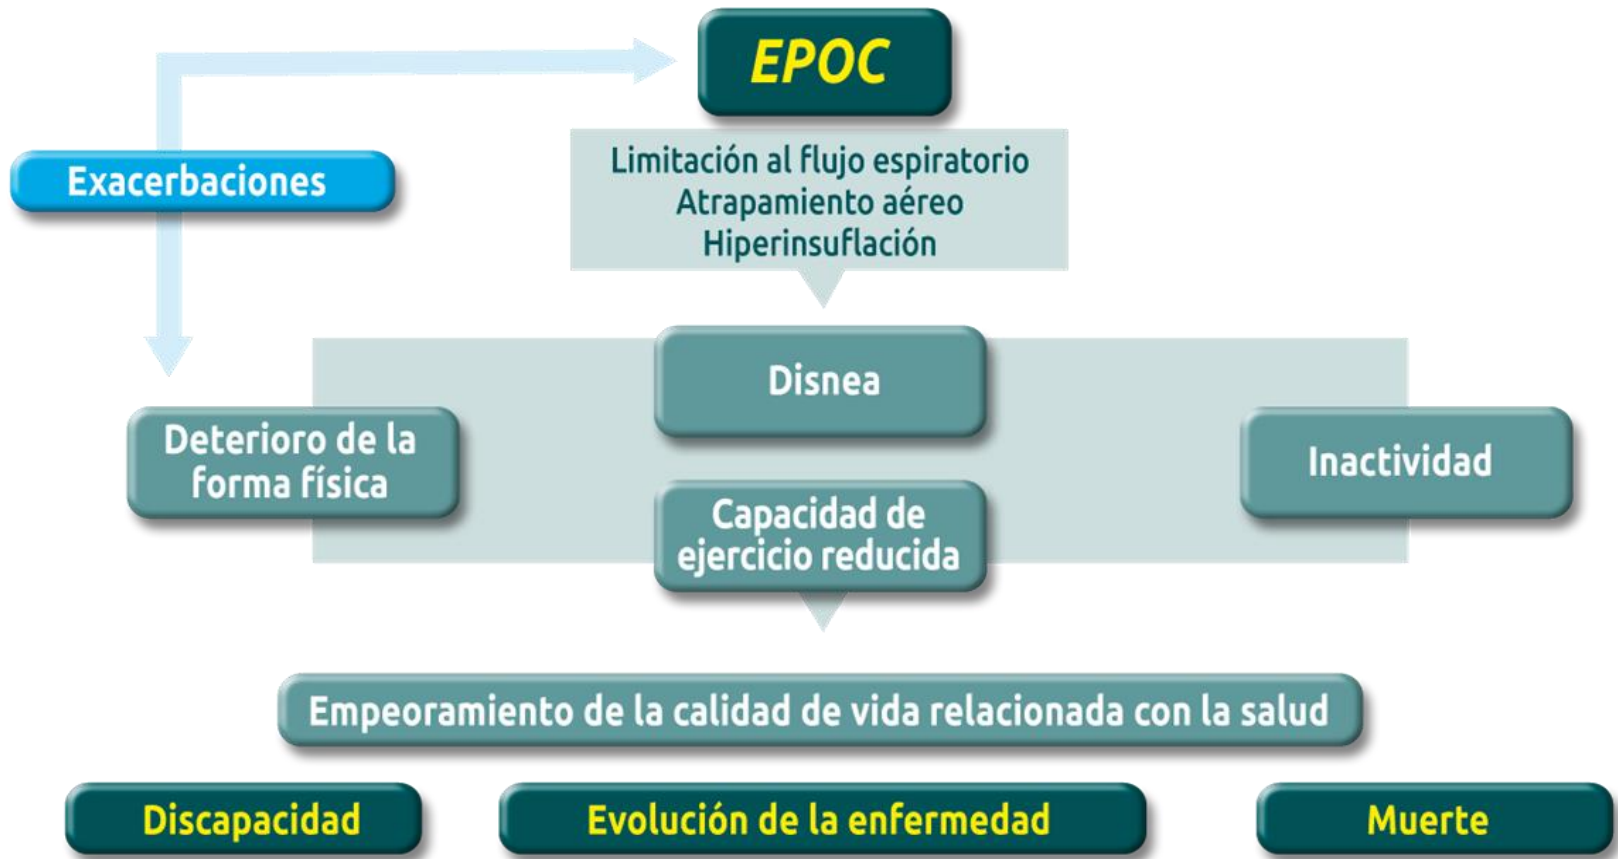 EPOC
Exacerbaciones
Limitación al flujo espiratorio
Atrapamiento aéreo
Hiperinsuflación
Disnea
Deterioro de la
forma física
Inactividad
Capacidad de
ejercicio reducida
Empeoramiento de la calidad de vida relacionada con la salud
Discapacidad
Evolución de la enfermedad
Muerte